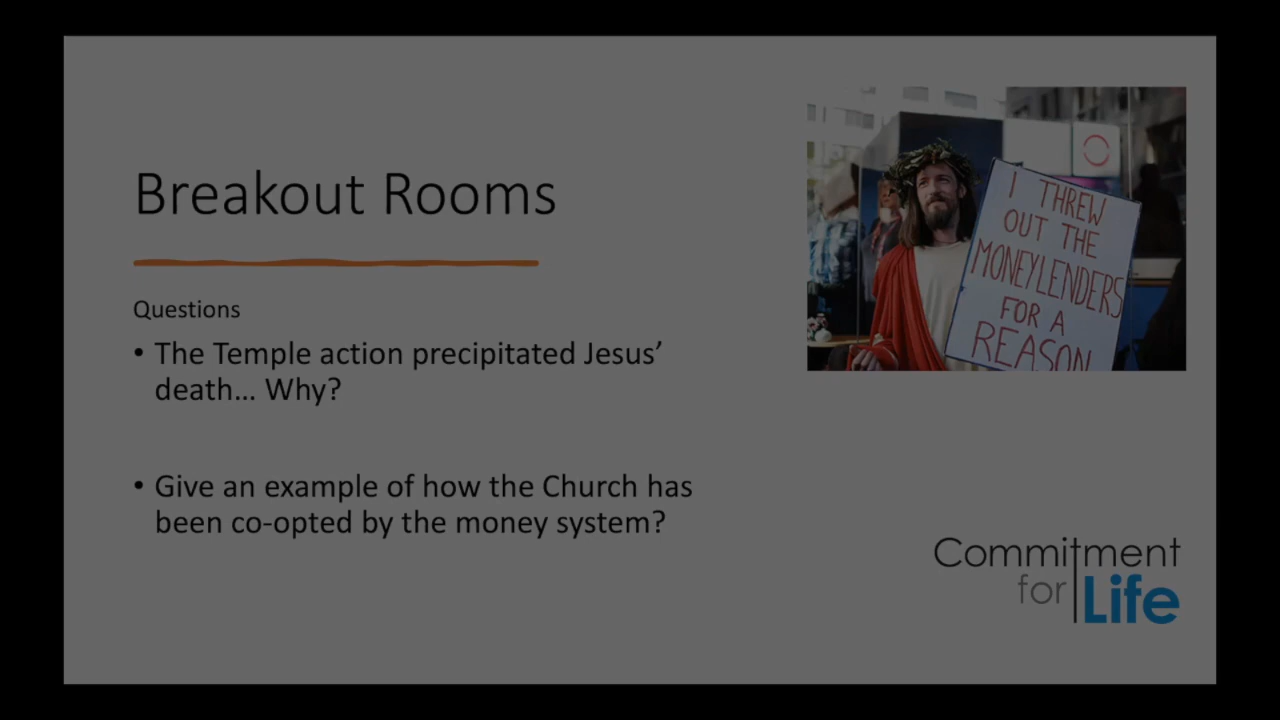 Breakout Rooms
Questions
• The Temple action precipitated Jesus’
death... Why?
• Give an example of how the Church has
been co-opted by the money system?
I THREW
OUT THE
MONEYLENDERS
FOR A
REASON
Commitment
for Life